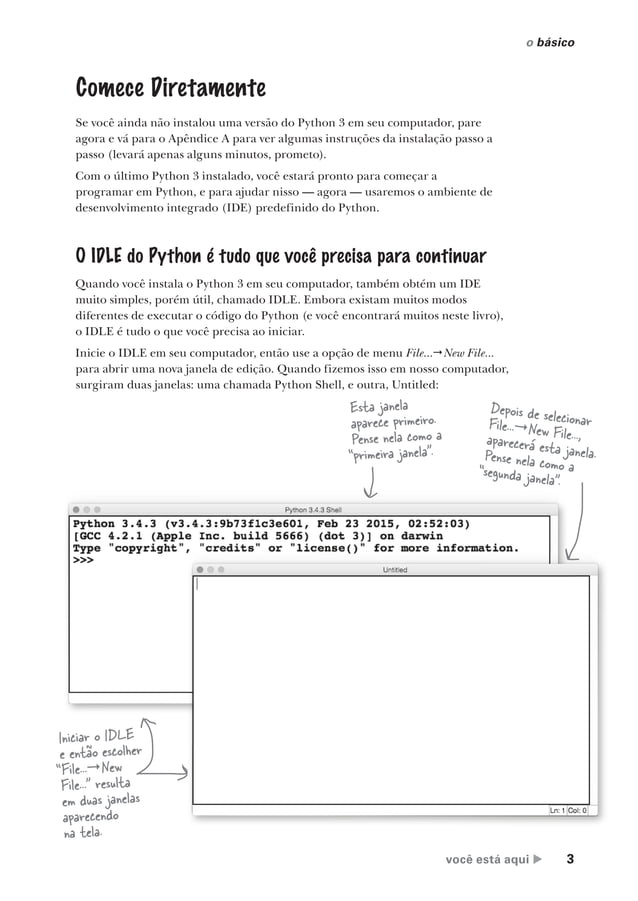 o básico
Comece Diretamente
Se você ainda não instalou uma versão do Python 3 em seu computador, pare
agora e vá para o Apêndice A para ver algumas instruções da instalação passo a
passo (levará apenas alguns minutos, prometo).
Com o último Python 3 instalado, você estará pronto para começar a
programar em Python, e para ajudar nisso — agora — usaremos o ambiente de
desenvolvimento integrado (IDE) predefinido do Python.
O IDLE do Python é tudo que você precisa para continuar
Quando você instala o Python 3 em seu computador, também obtém um IDE
muito simples, porém útil, chamado IDLE. Embora existam muitos modos
diferentes de executar o código do Python (e você encontrará muitos neste livro),
o IDLE é tudo o que você precisa ao iniciar.
Inicie o IDLE em seu computador, então use a opção de menu File...→New File...
para abrir uma nova janela de edição. Quando fizemos isso em nosso computador,
surgiram duas janelas: uma chamada Python Shell, e outra, Untitled:
Esta janela
aparece primeiro.
Pense nela como a
"primeira janela".
Depois de selecionar
File...→New File...,
aparecerá esta janela.
Pense nela como a
"segunda janela".
Python 3.4.3 Shell
Python 3.4.3 (v3.4.3:9b73f1c3e601, Feb 23 2015, 02:52:03)
[GCC 4.2.1 (Apple Inc. build 5666) (dot 3)] on darwin
Type "copyright", "credits" or "license()" for more information.
>>>
Untitled
Ln: 1 Col: 0
Iniciar o IDLE
e então escolher
"File...→New
File..." resulta
em duas janelas
aparecendo
na tela.
você está aqui ▶ 3